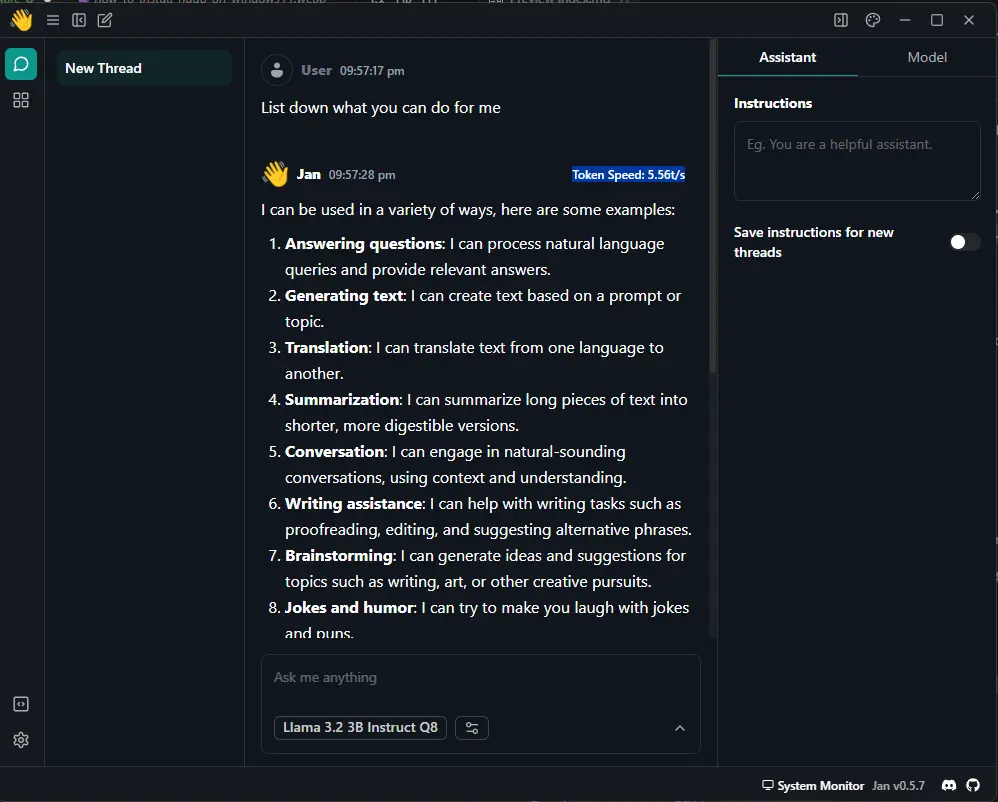 New Thread
User 09:57:17 pm
List down what you can do for me
Jan 09:57:28 pm Token Speed: 5.56t/s
I can be used in a variety of ways, here are some examples:
1. Answering questions: I can process natural language
queries and provide relevant answers.
2. Generating text: I can create text based on a prompt or
topic.
3. Translation: I can translate text from one language to
another.
4. Summarization: I can summarize long pieces of text into
shorter, more digestible versions.
5. Conversation: I can engage in natural-sounding
conversations, using context and understanding.
6. Writing assistance: I can help with writing tasks such as
proofreading, editing, and suggesting alternative phrases.
7. Brainstorming: I can generate ideas and suggestions for
topics such as writing, art, or other creative pursuits.
8. Jokes and humor: I can try to make you laugh with jokes
and puns.
Ask me anything
Llama 3.2 3B Instruct Q8
Assistant Model
Instructions
Eg. You are a helpful assistant.
Save instructions for new
threads
System Monitor Jan v0.5.7